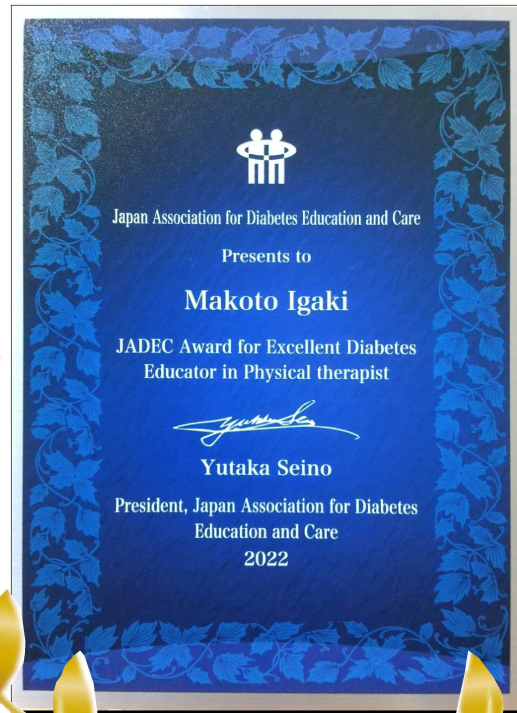 Japan Association for Diabetes Education and Care
Presents to
Makoto Igaki
JADEC Award for Excellent Diabetes
Educator in Physical therapist
Yutaka Seino
President, Japan Association for Diabetes
Education and Care
2022